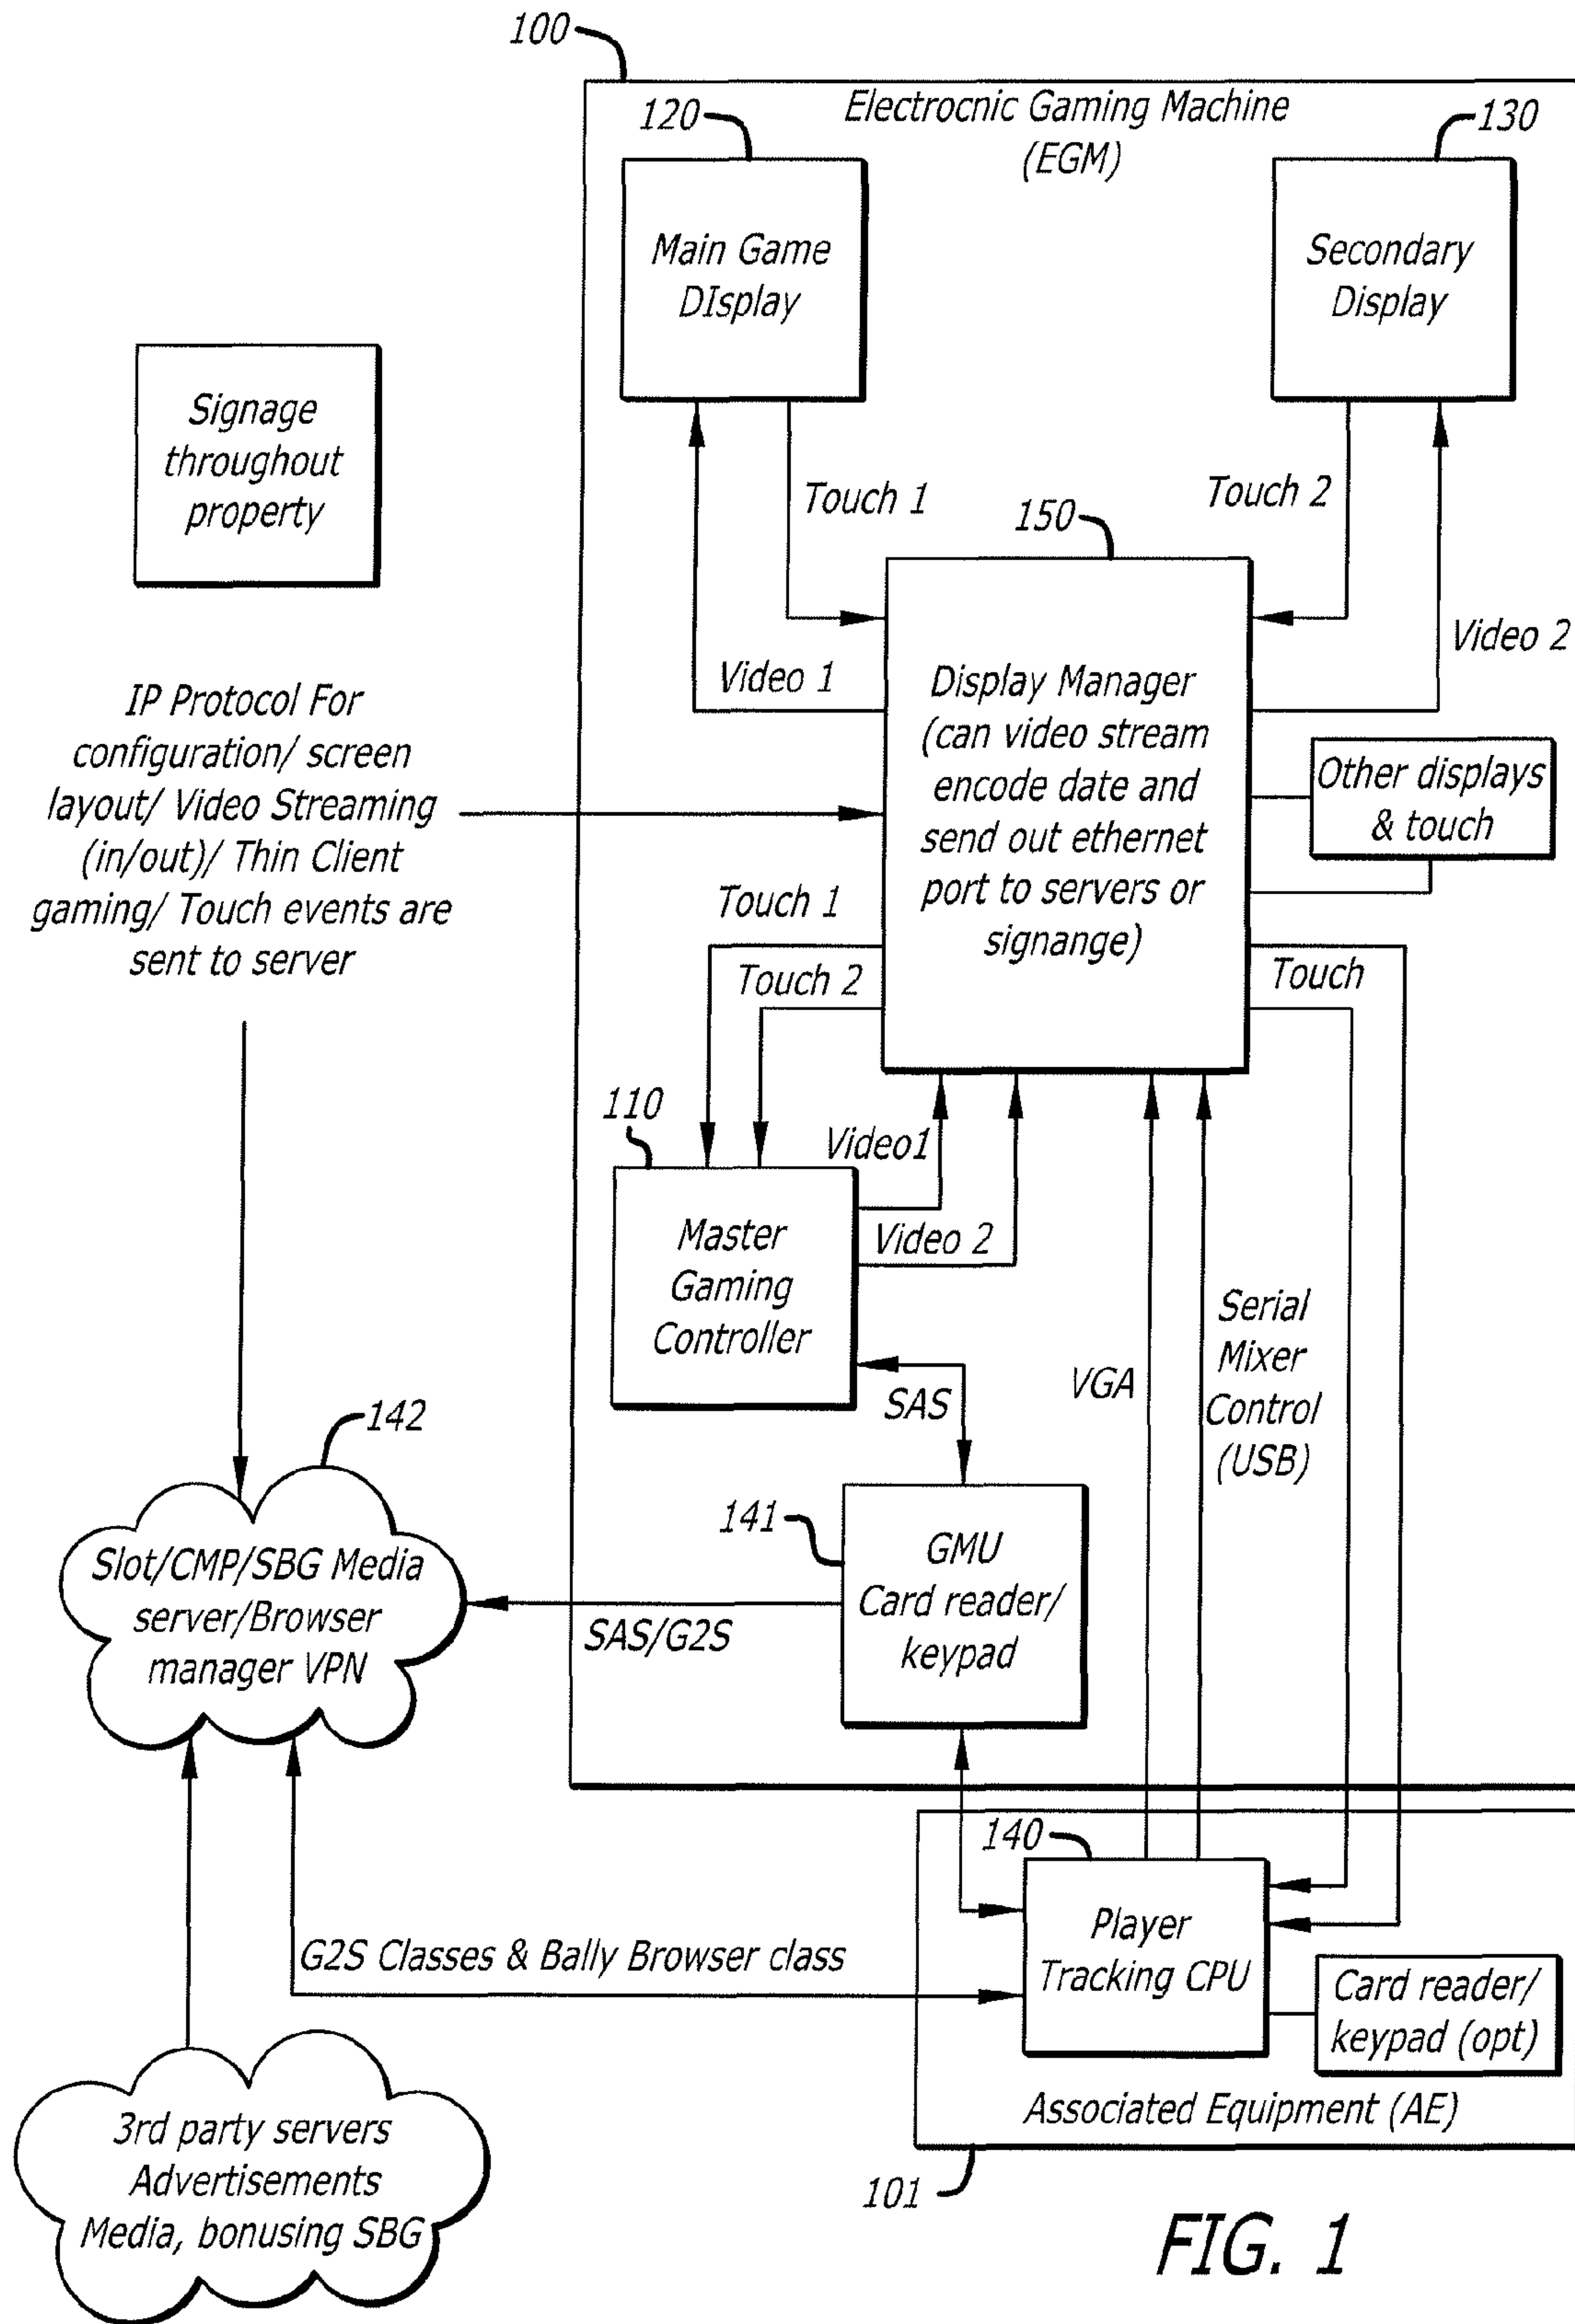 100
Electrocnic Gaming Machine
(EGM)
120
130
Main Game
DIsplay
Secondary
Display
Signage
throughout
property
Touch 1
Touch 2
150
Video 1
Video 2
IP Protocol For
configuration/ screen
layout/ Video Streaming
(in/out)/ Thin Client
gaming/ Touch events are
sent to server
Display Manager
(can video stream
encode date and
send out ethernet
port to servers or
signange)
Other displays
& touch
Touch 1
Touch 2
Touch
110
Video1
Video 2
Master
Gaming
Controller
SAS
VGA
Serial
Mixer
Control
(USB)
142
141
GMU
Card reader/
keypad
Slot/CMP/SBG Media
server/Browser
manager VPN
SAS/G2S
140
Player
Tracking CPU
G2S Classes & Bally Browser class
Card reader/
keypad (opt)
Associated Equipment (AE)
101
3rd party servers
Advertisements
Media, bonusing SBG
FIG. 1